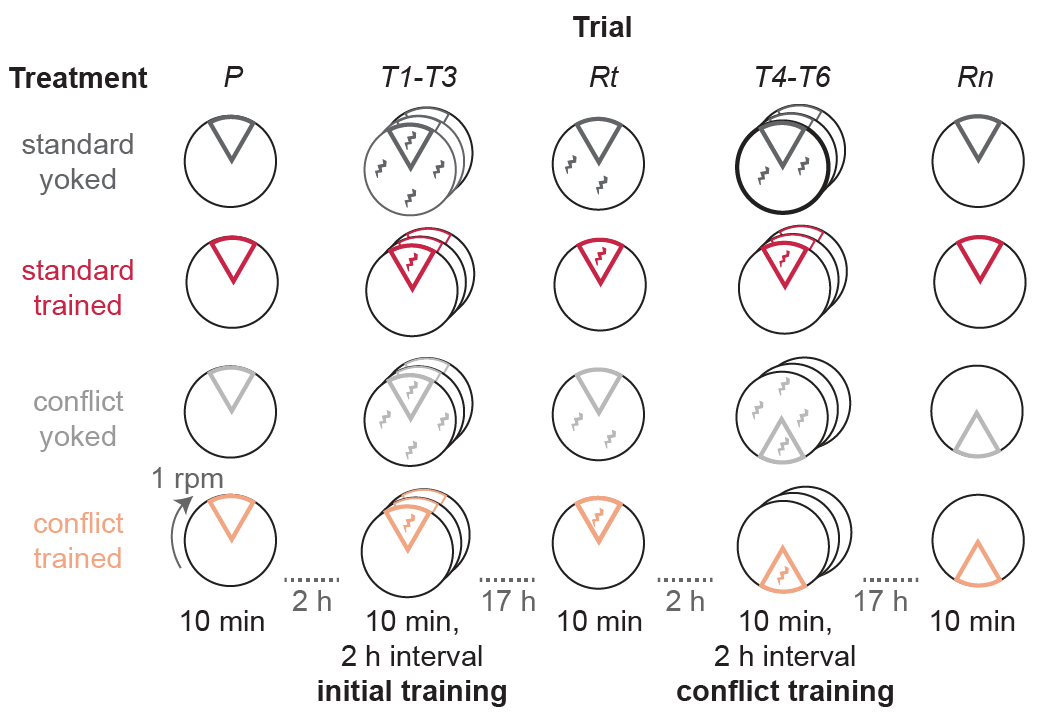 Trial
Treatment P T1-T3 Rt T4-T6 Rn
standard
yoked
standard
trained
conflict
yoked
1 rpm
conflict
trained
2 h 17 h 2 h 17 h
10 min 10 min, 10 min 10 min, 10 min
2 h interval 2 h interval
initial training conflict training